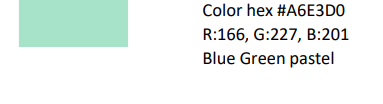 Color hex #A6E3D0
R:166, G:227, B:201
Blue Green pastel